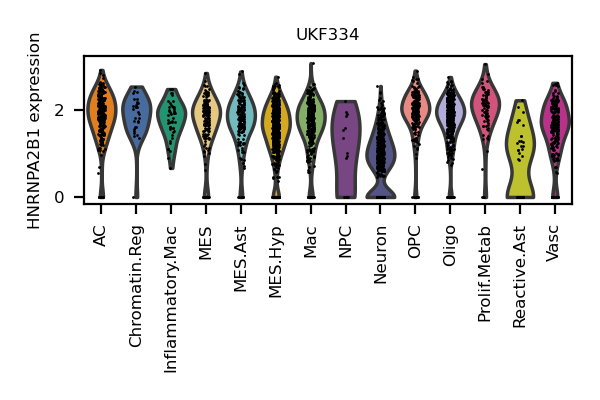 UKF334
HNRNPA2B1 expression
2
0
AC
Chromatin.Reg
Inflammatory.Mac
MES
MES.Ast
MES.Hyp
Mac
NPC
Neuron
OPC
Oligo
Prolif.Metab
Reactive.Ast
Vasc